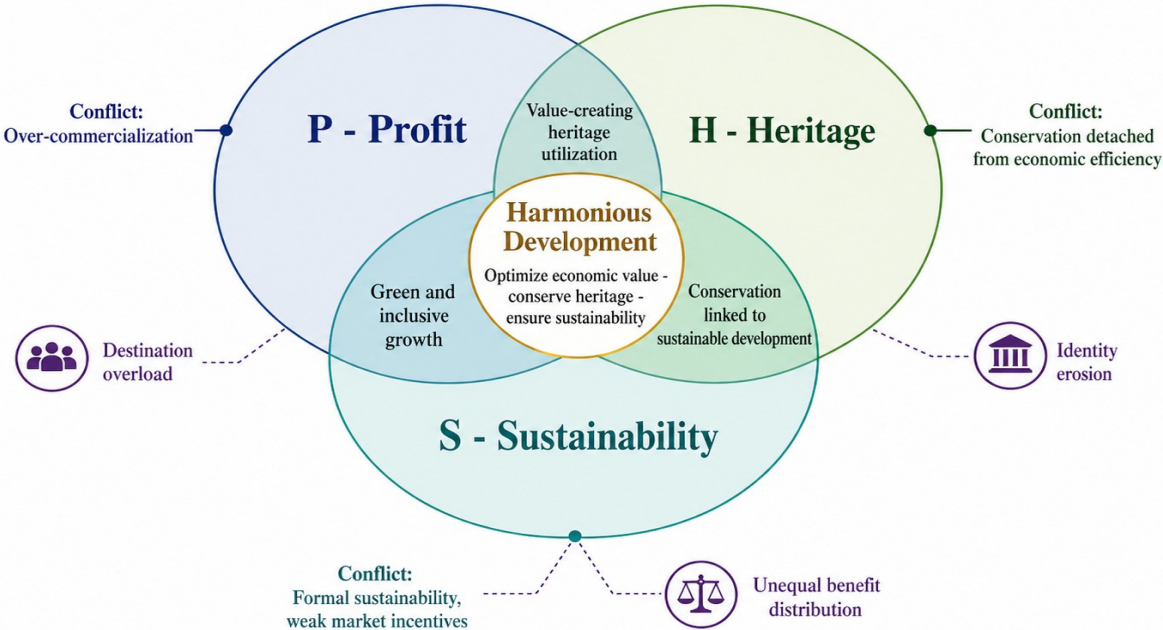 Conflict:
Over-commercialization
P - Profit
Value-creating
heritage
utilization
H - Heritage
Conflict:
Conservation detached
from economic efficiency
Harmonious
Development
Optimize economic value -
conserve heritage -
ensure sustainability
Green and
inclusive
growth
Conservation
linked to
sustainable development
Destination
overload
Identity
erosion
S - Sustainability
Conflict:
Formal sustainability,
weak market incentives
Unequal benefit
distribution